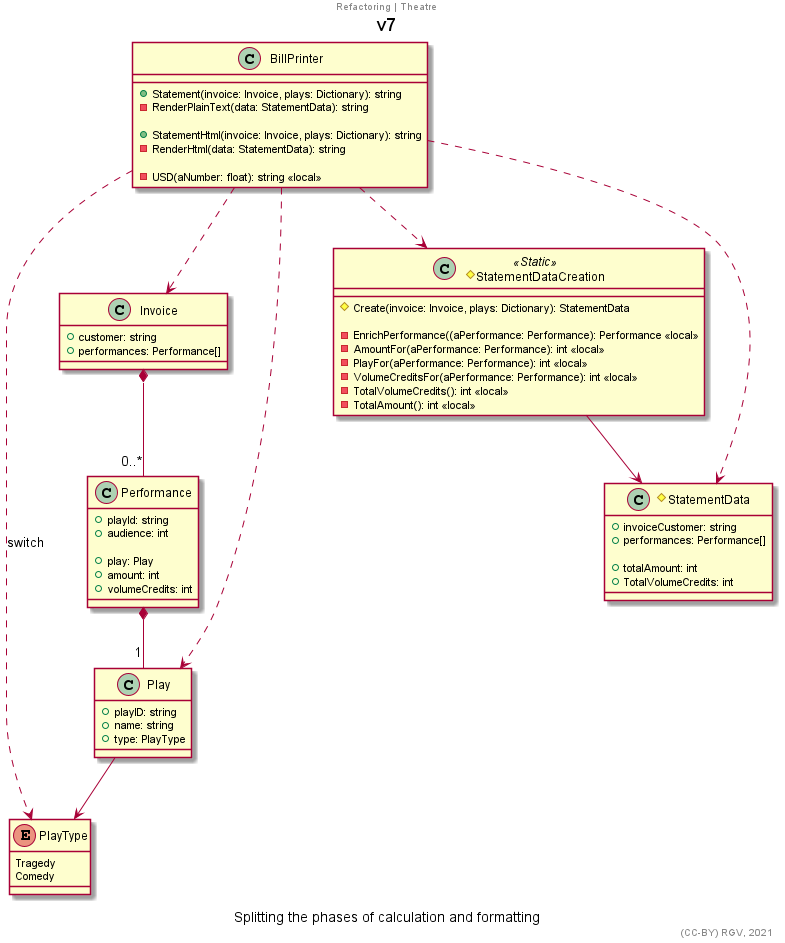 Refactoring | Theatre
v7
C BillPrinter
Statement(invoice: Invoice, plays: Dictionary): string
RenderPlainText(data: StatementData): string
StatementHtml(invoice: Invoice, plays: Dictionary): string
RenderHtml(data: StatementData): string
USD(aNumber: float): string «local»
C «Static»
StatementDataCreation
Create(invoice: Invoice, plays: Dictionary): StatementData
EnrichPerformance((aPerformance: Performance): Performance «local»
AmountFor(aPerformance: Performance): int «local»
PlayFor(aPerformance: Performance): int «local»
VolumeCreditsFor(aPerformance: Performance): int «local»
TotalVolumeCredits(): int «local»
TotalAmount(): int «local»
C Invoice
customer: string
performances: Performance[]
0..*
C Performance
playId: string
audience: int
play: Play
amount: int
volumeCredits: int
C StatementData
invoiceCustomer: string
performances: Performance[]
totalAmount: int
TotalVolumeCredits: int
switch
1
C Play
playID: string
name: string
type: PlayType
E PlayType
Tragedy
Comedy
Splitting the phases of calculation and formatting
(CC-BY) RGV, 2021